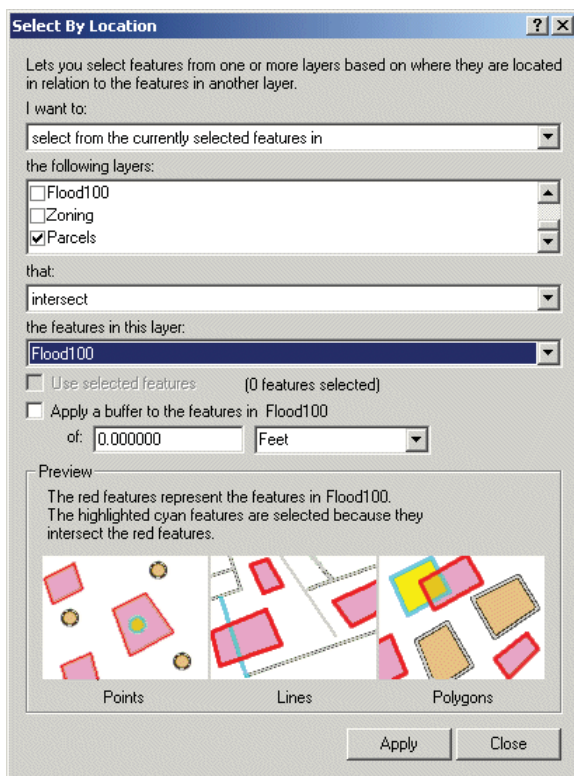 Select By Location
Lets you select features from one or more layers based on where they are located
in relation to the features in another layer.
I want to:
select from the currently selected features in
the following layers:
Flood100
Zoning
Parcels
that:
intersect
the features in this layer:
Flood100
Use selected features (0 features selected)
Apply a buffer to the features in Flood100
of: 0.000000 Feet
Preview
The red features represent the features in Flood100.
The highlighted cyan features are selected because they
intersect the red features.
Points Lines Polygons
Apply Close